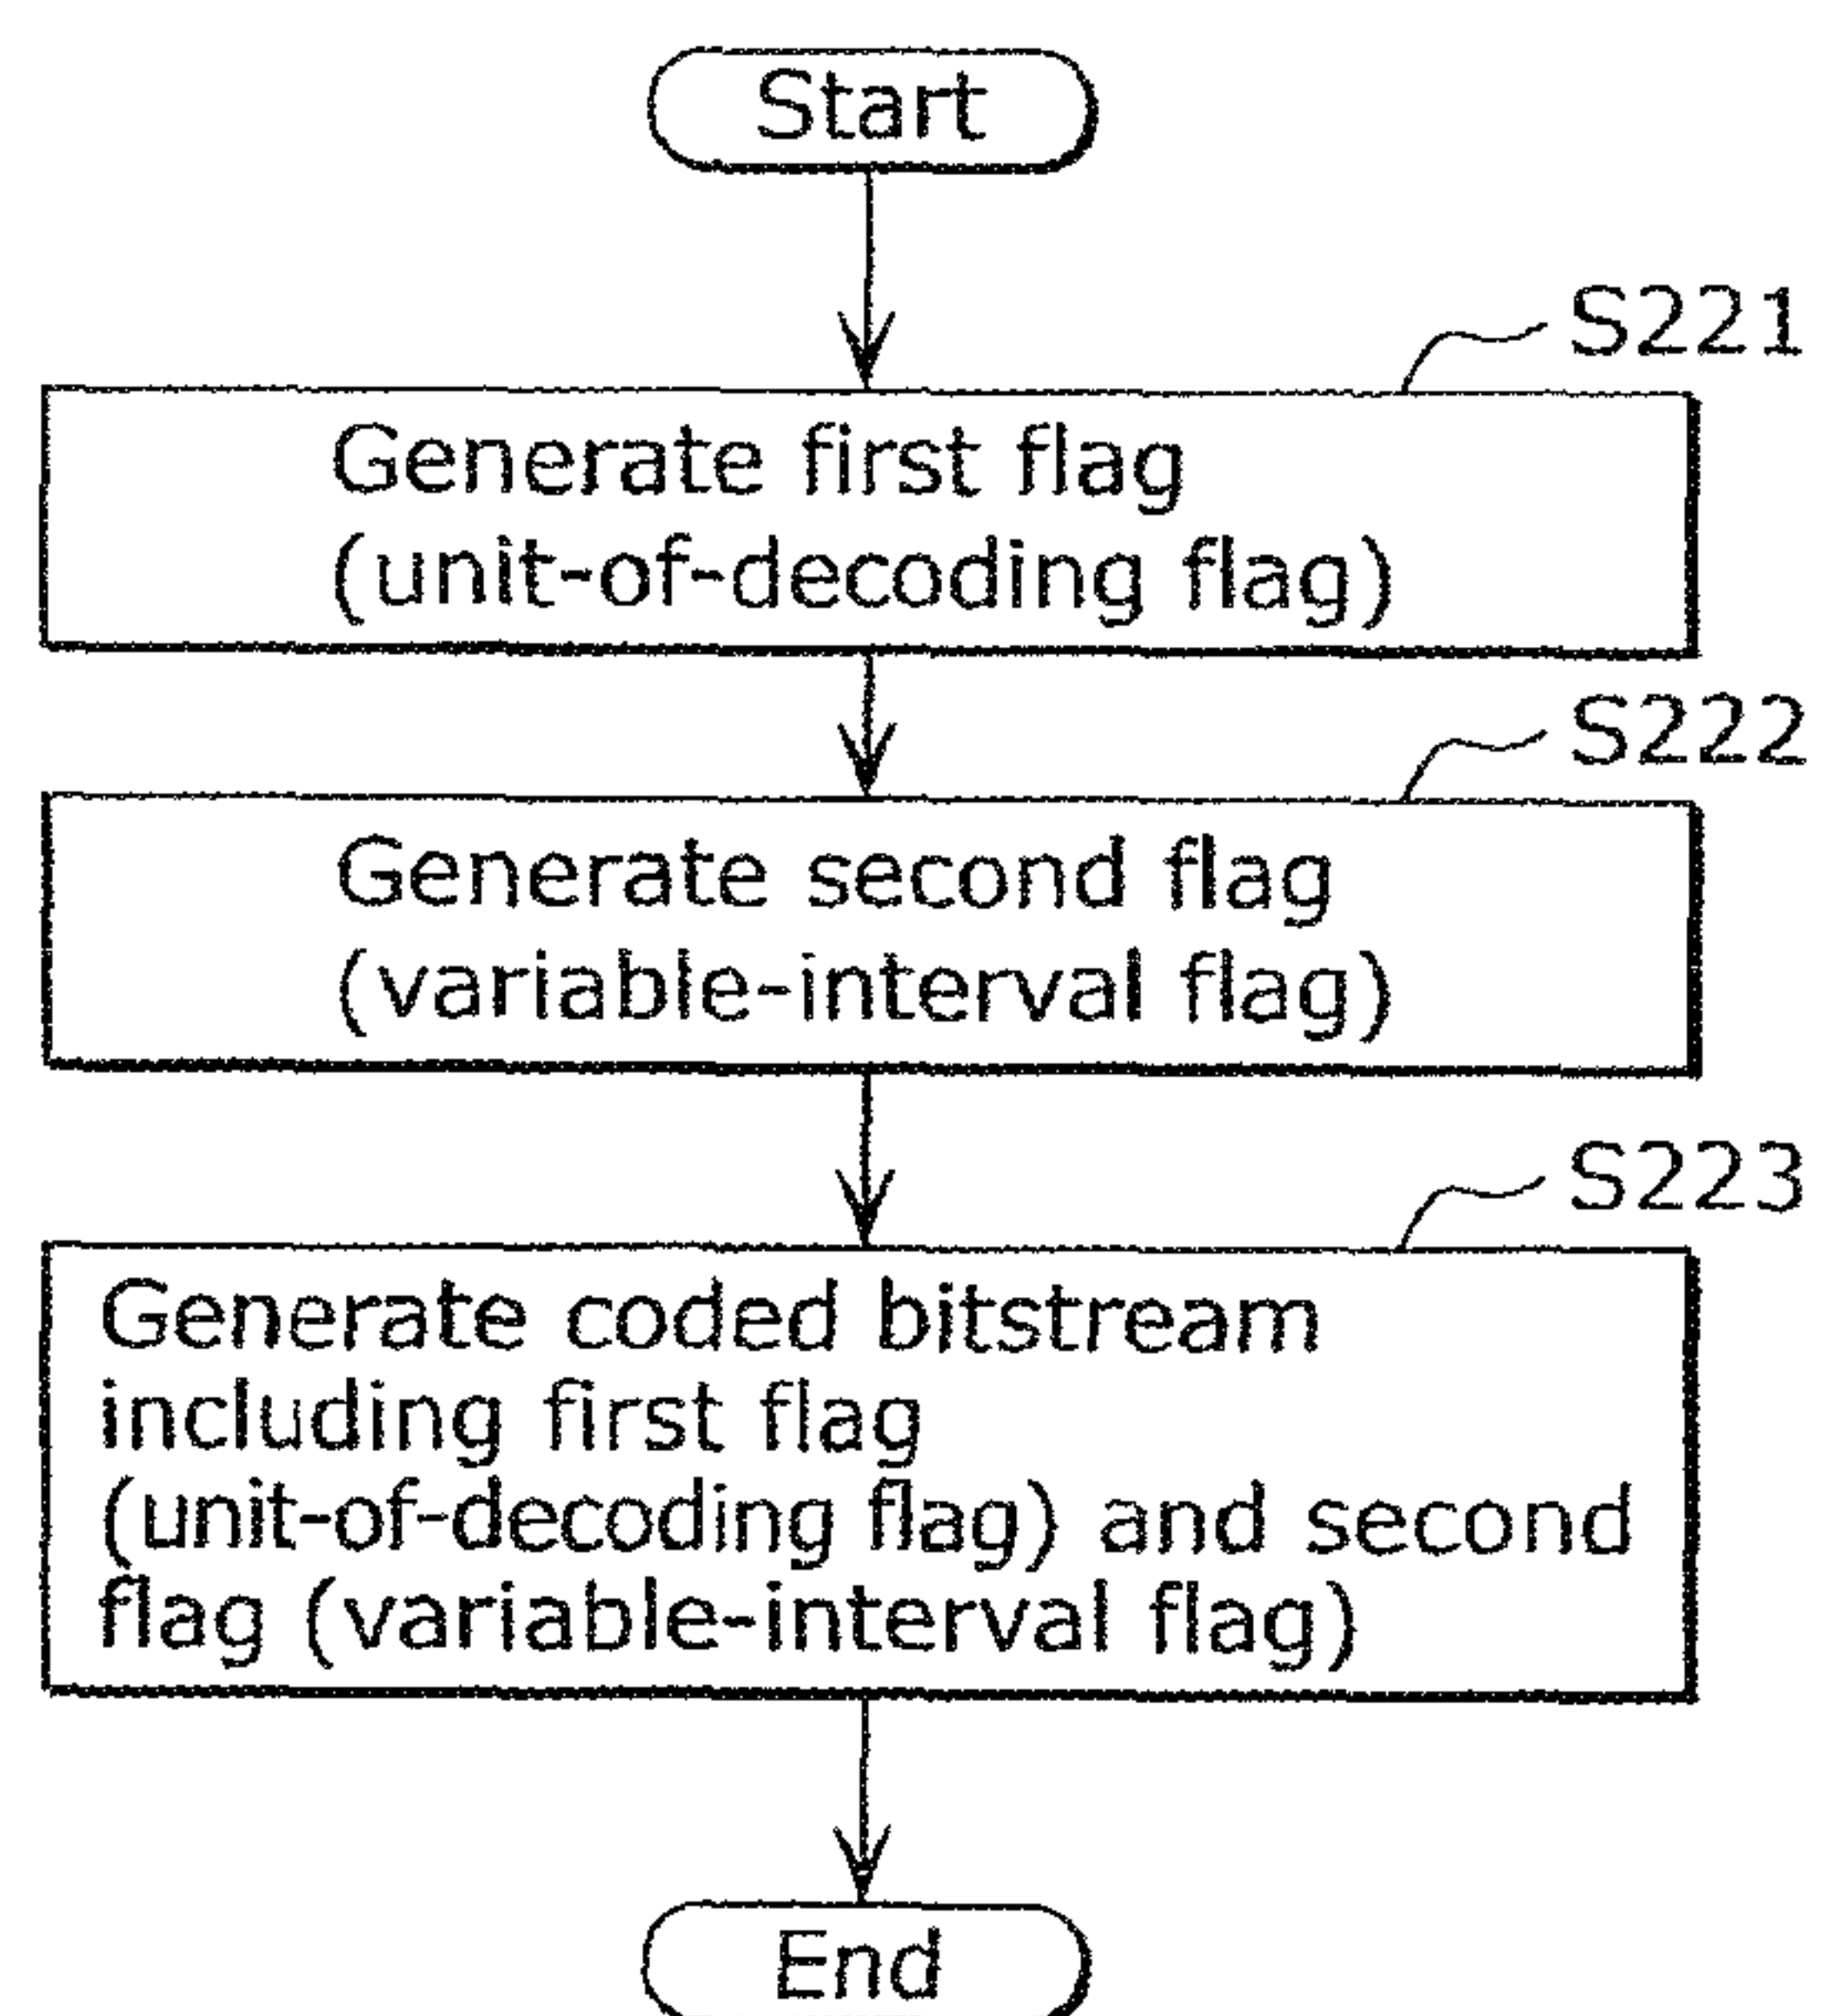 Start
S221
Generate first flag
(unit-of-decoding flag)
S222
Generate second flag
(variable-interval flag)
S223
Generate coded bitstream
including first flag
(unit-of-decoding flag) and second
flag (variable-interval flag)
End